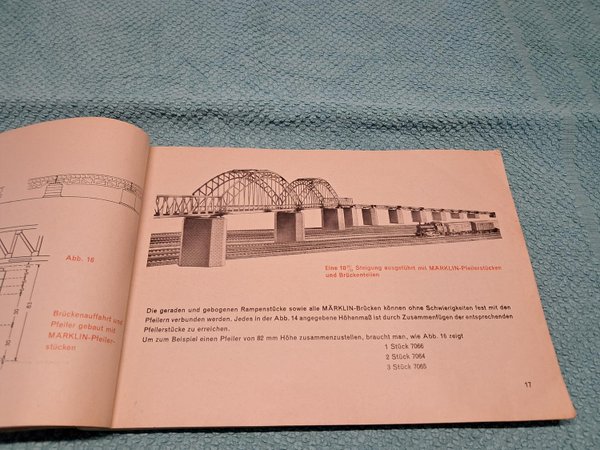 Abb. 16
Brückenauffahrt und
Pfeiler gebaut mit
MÄRKLIN-Pfeiler-
stücken
30
30
63
Eine 10% Steigung ausgeführt mit MÄRKLIN-Pfeilerstücken
und Brückenteilen
Die geraden und gebogenen Rampenstücke sowie alle MÄRKLIN-Brücken können ohne Schwierigkeiten fest mit den
Pfeilern verbunden werden. Jedes in der Abb. 14 angegebene Höhenmaß ist durch Zusammenfügen der entsprechenden
Pfeilerstücke zu erreichen.
Um zum Beispiel einen Pfeiler von 82 mm Höhe zusammenzustellen, braucht man, wie Abb. 16 zeigt
1 Stück 7066
2 Stück 7064
3 Stück 7065
17